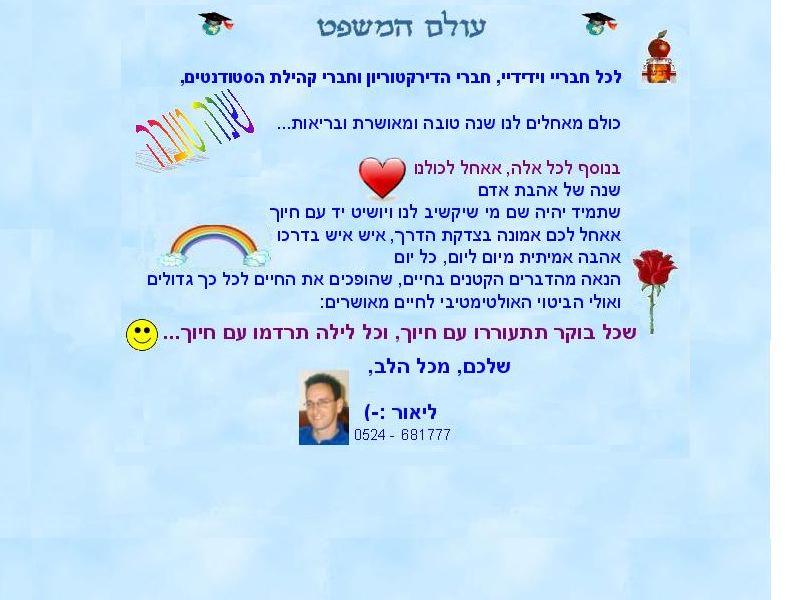 עולם המשפט
לכל חבריי וידידיי, חברי הדירקטוריון וחברי קהילת הסטודנטים,
שנה טובה
כולם מאחלים לנו שנה טובה ומאושרת ובריאות...
בנוסף לכל אלה, אאחל לכולנו
שנה של אהבת אדם
שתמיד יהיה שם מי שיקשיב לנו ויושיט יד עם חיוך
אאחל לכם אמונה בצדקת הדרך, איש איש בדרכו
אהבה אמיתית מיום ליום, כל יום
הנאה מהדברים הקטנים בחיים, שהופכים את החיים לכל כך גדולים
ואולי הביטוי האולטימטיבי לחיים מאושרים:
שכל בוקר תתעוררו עם חיוך, וכל לילה תרדמו עם חיוך...
שלכם, מכל הלב,
ליאור :-)
0524 - 681777